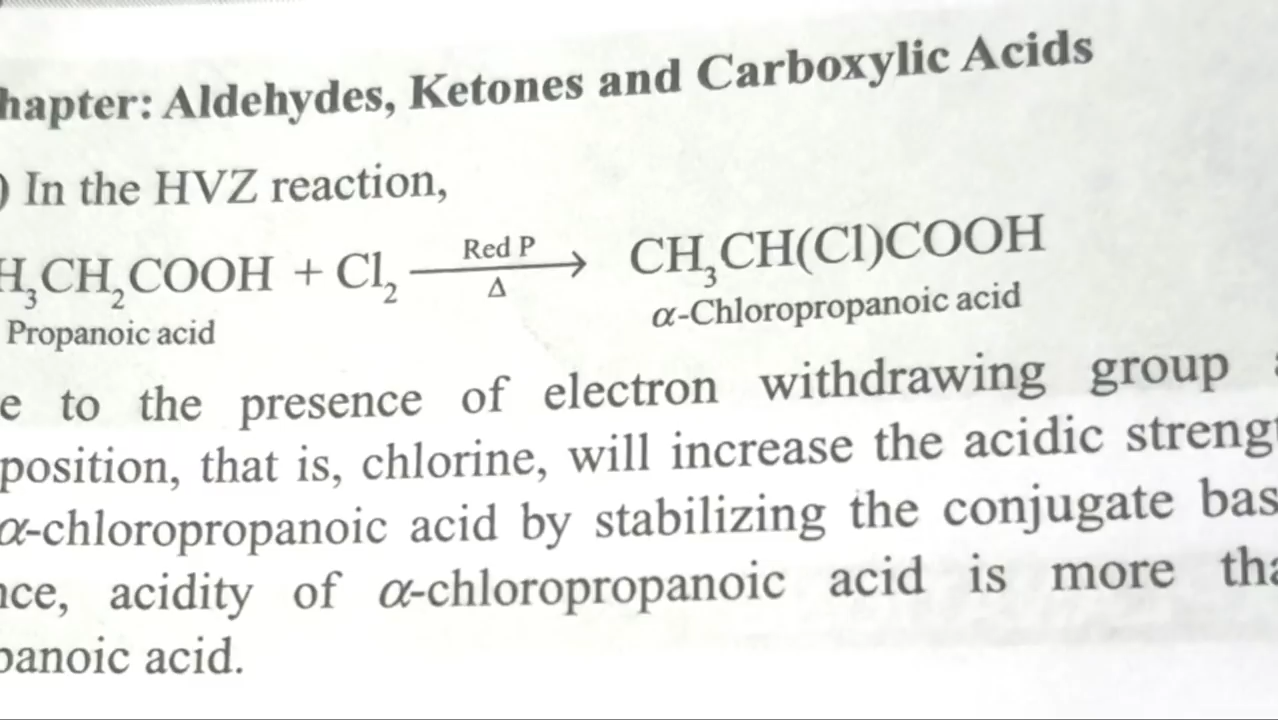 hapter: Aldehydes, Ketones and Carboxylic Acids
) In the HVZ reaction,
H₃CH₂COOH + Cl₂ Red P Δ → CH₃CH(Cl)COOH
Propanoic acid α-Chloropropanoic acid
e to the presence of electron withdrawing group
position, that is, chlorine, will increase the acidic strengt
α-chloropropanoic acid by stabilizing the conjugate bas
nce, acidity of α-chloropropanoic acid is more tha
panoic acid.